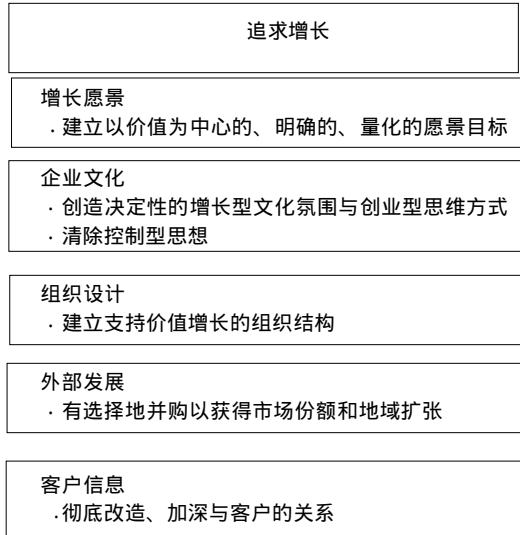 追求增长
增长愿景
．建立以价值为中心的、明确的、量化的愿景目标
企业文化
．创造决定性的增长型文化氛围与创业型思维方式
．清除控制型思想
组织设计
．建立支持价值增长的组织结构
外部发展
．有选择地并购以获得市场份额和地域扩张
客户信息
．彻底改造、加深与客户的关系